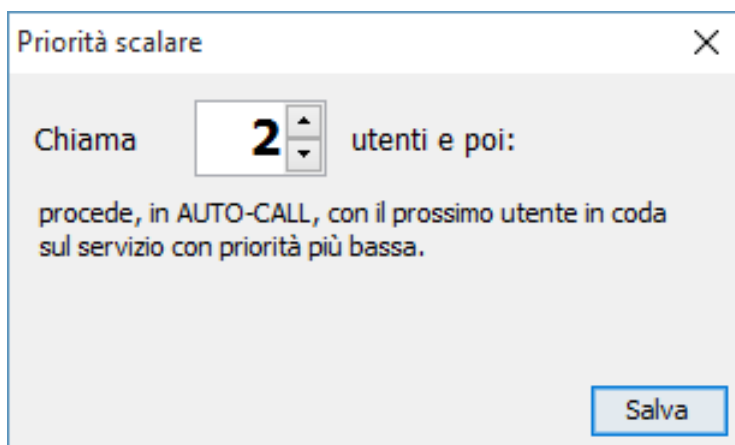 Priorità scalare
Chiama 2 utenti e poi:
procede, in AUTO-CALL, con il prossimo utente in coda
sul servizio con priorità più bassa.
Salva